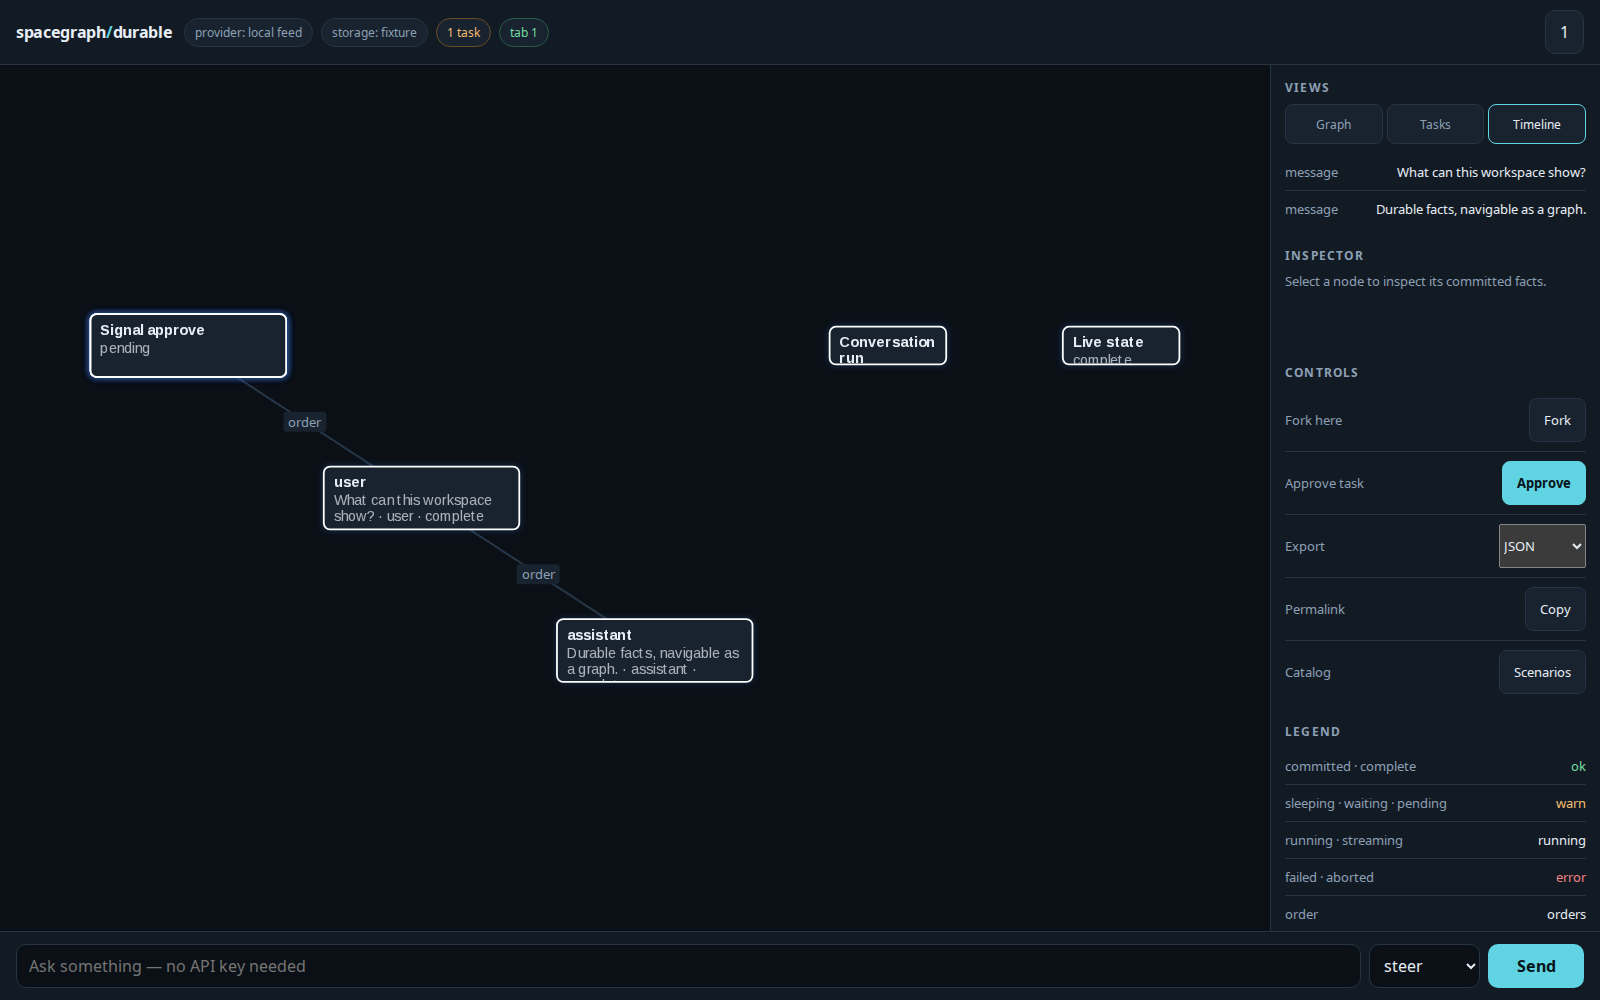 spacegraph/durable
provider: local feed
storage: fixture
1 task
tab 1
1
Signal approve
pending
order
user
What can this workspace
show? · user · complete
order
assistant
Durable facts, navigable as
a graph. · assistant ·
Conversation
run
Live state
complete
VIEWS
Graph
Tasks
Timeline
message
What can this workspace show?
message
Durable facts, navigable as a graph.
INSPECTOR
Select a node to inspect its committed facts.
CONTROLS
Fork here
Fork
Approve task
Approve
Export
JSON
Permalink
Copy
Catalog
Scenarios
LEGEND
committed · complete
ok
sleeping · waiting · pending
warn
running · streaming
running
failed · aborted
error
order
orders
Ask something — no API key needed
steer
Send